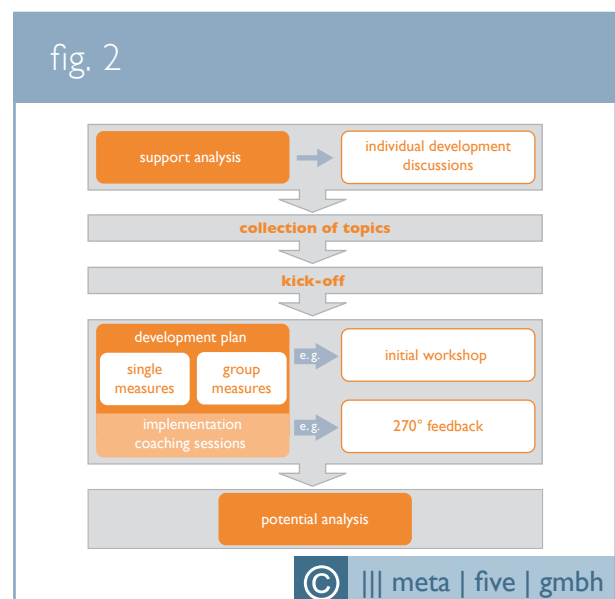 fig. 2
support analysis
individual development
discussions
collection of topics
kick-off
development plan
single
measures
group
measures
e. g.
initial workshop
implementation
coaching sessions
e. g.
270° feedback
potential analysis
© ||| meta | five | gmbh